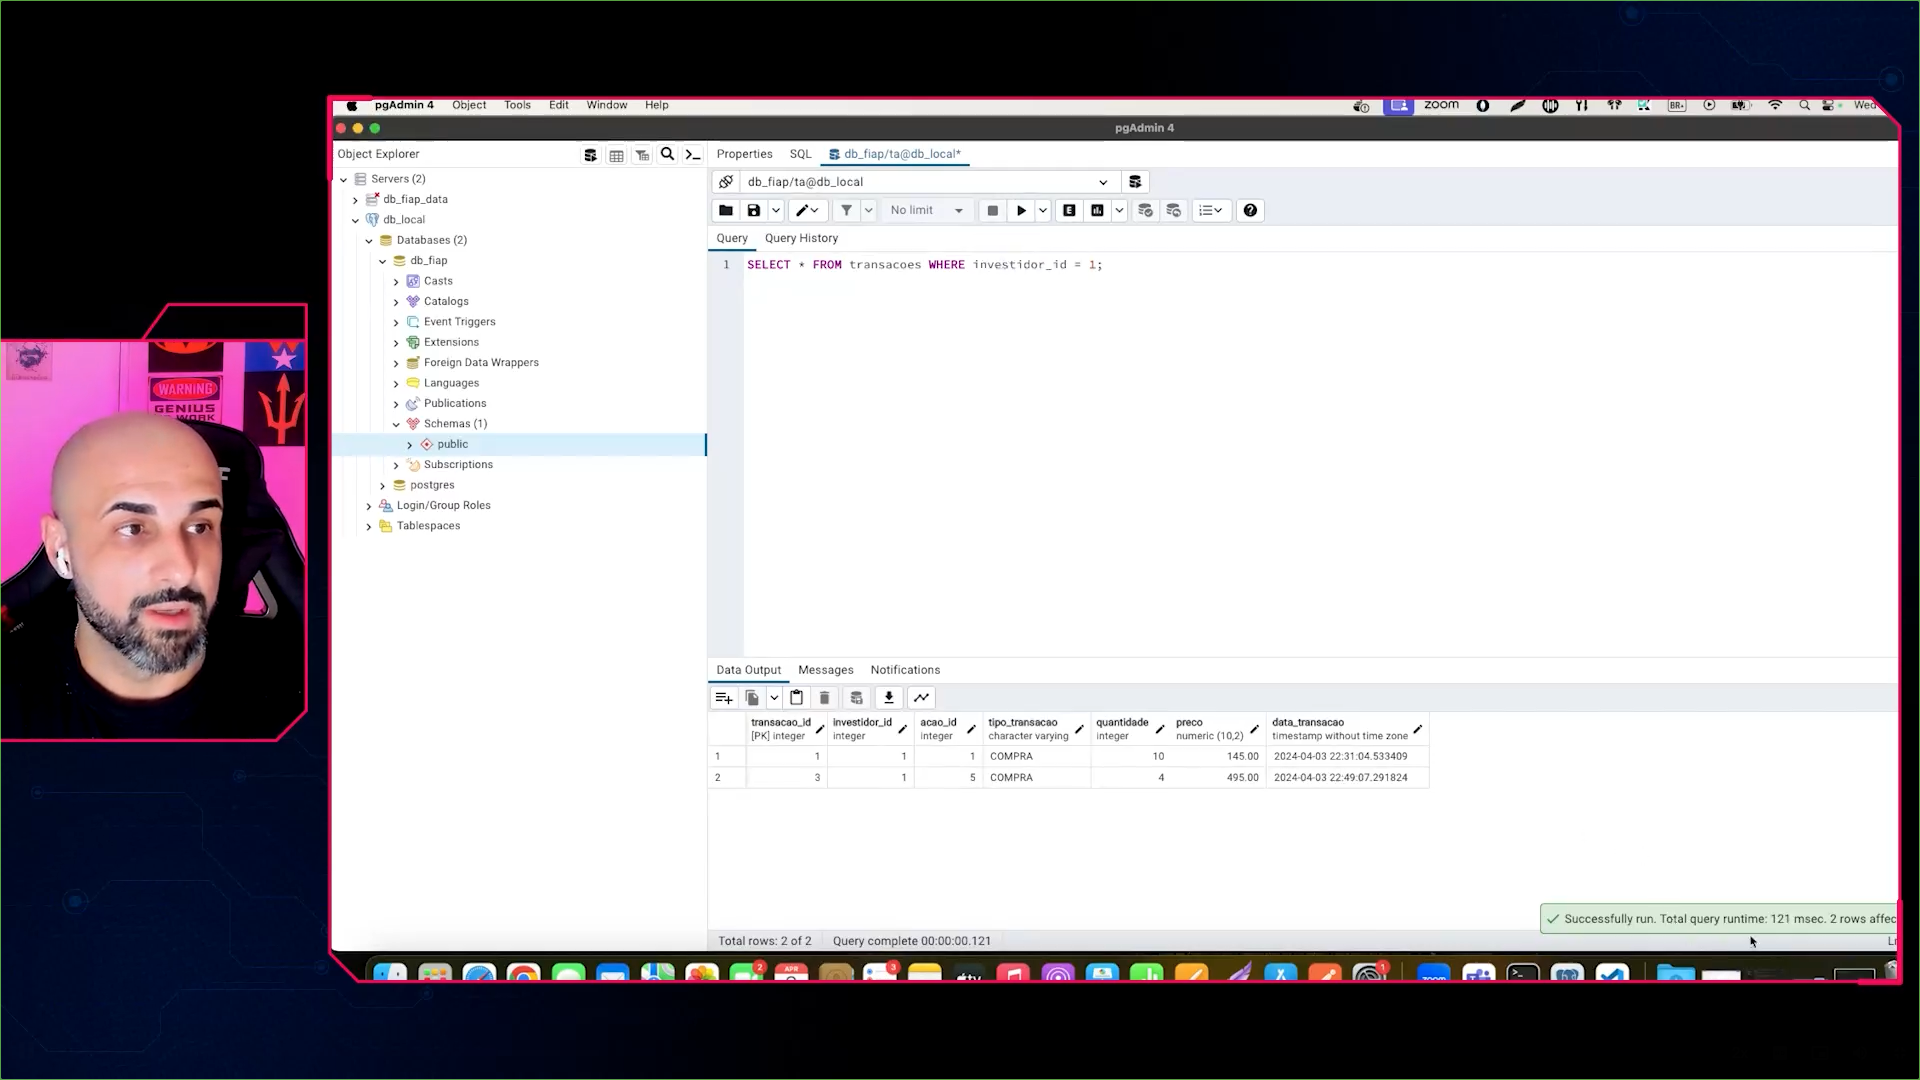 pgAdmin 4 Object Tools Edit Window Help
zoom BR Wed
pgAdmin 4
Object Explorer
Properties SQL db_fiap/ta@db_local*
Servers (2)
db_fiap_data
db_local
Databases (2)
db_fiap
Casts
Catalogs
Event Triggers
Extensions
Foreign Data Wrappers
Languages
Publications
Schemas (1)
public
Subscriptions
postgres
Login/Group Roles
Tablespaces
db_fiap/ta@db_local
No limit
E
Query Query History
1 SELECT * FROM transacoes WHERE investidor_id = 1;
WARNING
GENIUS
WORK
Data Output Messages Notifications
transacao_id investidor_id acao_id tipo_transacao quantidade preco data_transacao
[PK] integer integer integer character varying integer numeric (10,2) timestamp without time zone
1 1 1 1 COMPRA 10 145.00 2024-04-03 22:31:04.533409
2 3 1 5 COMPRA 4 495.00 2024-04-03 22:49:07.291824
Successfully run. Total query runtime: 121 msec. 2 rows affec
Total rows: 2 of 2 Query complete 00:00:00.121
2 APR 3 tv 1 zoom